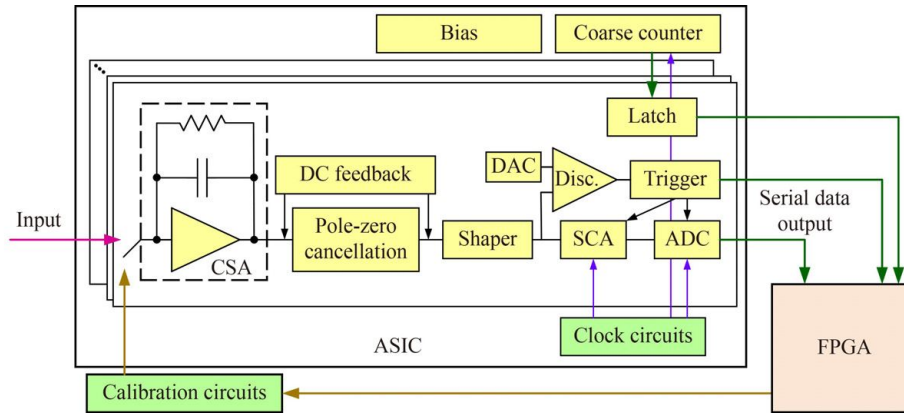 Bias
Coarse counter
Latch
DC feedback
DAC
Disc.
Trigger
Serial data
output
Input
Pole-zero
cancellation
Shaper
SCA
ADC
CSA
Clock circuits
ASIC
FPGA
Calibration circuits